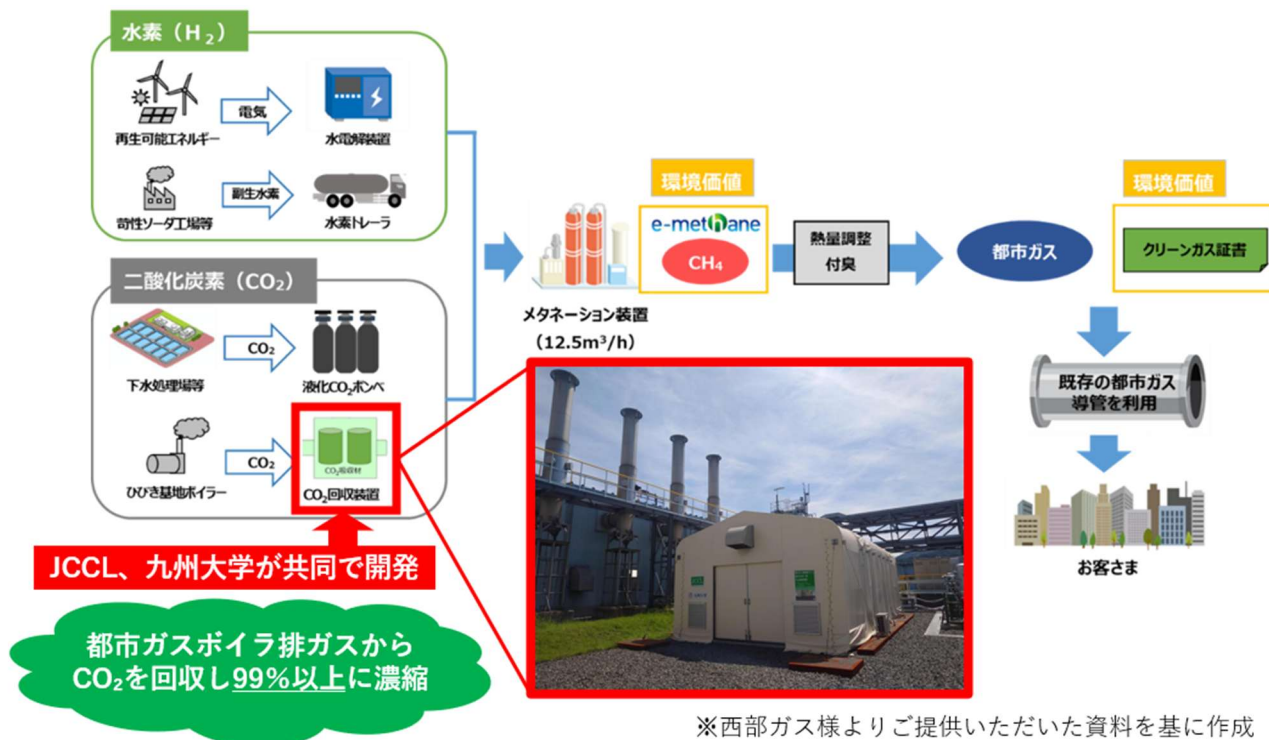 水素（H₂）
電気
再生可能エネルギー
水電解装置
副生水素
苛性ソーダ工場等
水素トレーラ
二酸化炭素（CO₂）
CO₂
下水処理場等
液化CO₂ボンベ
CO₂
CO₂吸収材
ひびき基地ボイラー
CO₂回収装置
JCCL、九州大学が共同で開発
都市ガスボイラ排ガスから
CO₂を回収し99%以上に濃縮
メタネーション装置
（12.5m³/h）
環境価値
e-methane
CH₄
熱量調整
付臭
都市ガス
環境価値
クリーンガス証書
既存の都市ガス
導管を利用
お客さま
※西部ガス様よりご提供いただいた資料を基に作成